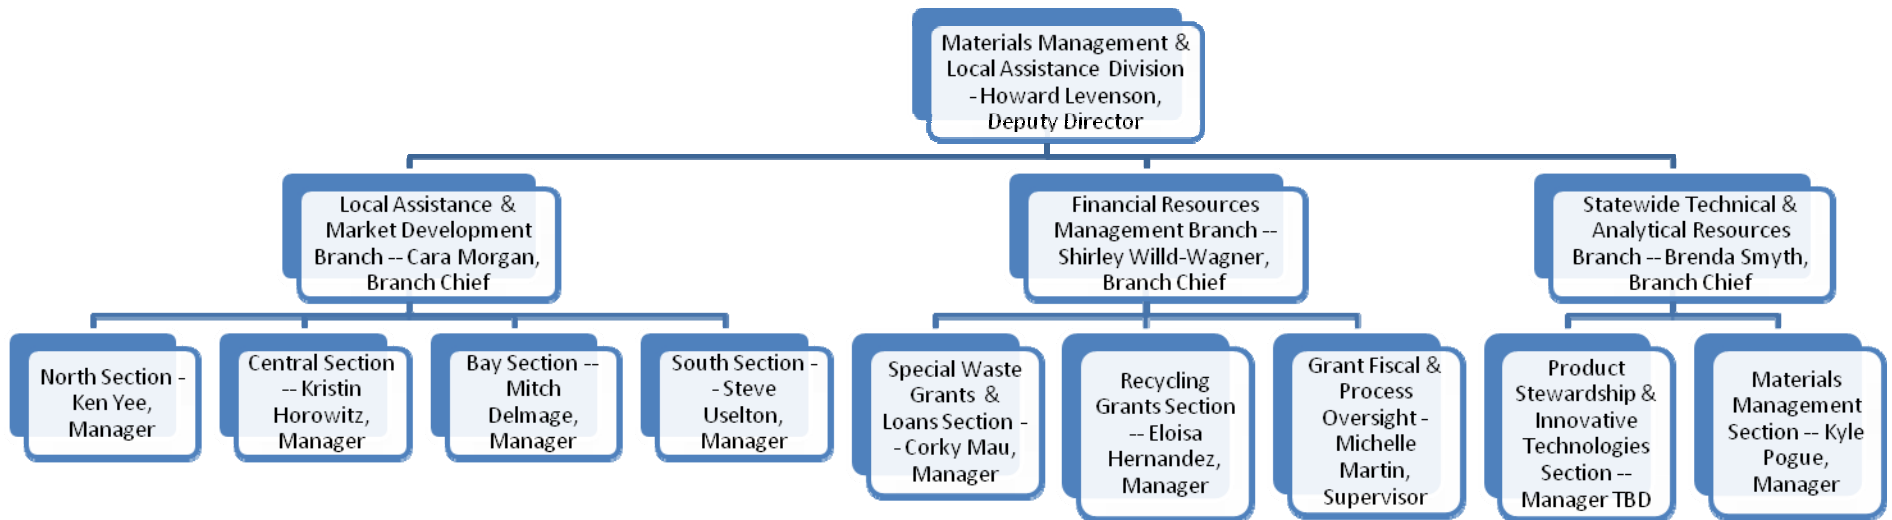 Materials Management &
Local Assistance Division
- Howard Levenson,
Deputy Director
Local Assistance &
Market Development
Branch -- Cara Morgan,
Branch Chief
Financial Resources
Management Branch --
Shirley Willd-Wagner,
Branch Chief
Statewide Technical &
Analytical Resources
Branch -- Brenda Smyth,
Branch Chief
North Section -
Ken Yee,
Manager
Central Section
-- Kristin
Horowitz,
Manager
Bay Section --
Mitch
Delmage,
Manager
South Section -
- Steve
Uselton,
Manager
Special Waste
Grants &
Loans Section -
- Corky Mau,
Manager
Recycling
Grants Section
-- Eloisa
Hernandez,
Manager
Grant Fiscal &
Process
Oversight -
Michelle
Martin,
Supervisor
Product
Stewardship &
Innovative
Technologies
Section --
Manager TBD
Materials
Management
Section -- Kyle
Pogue,
Manager